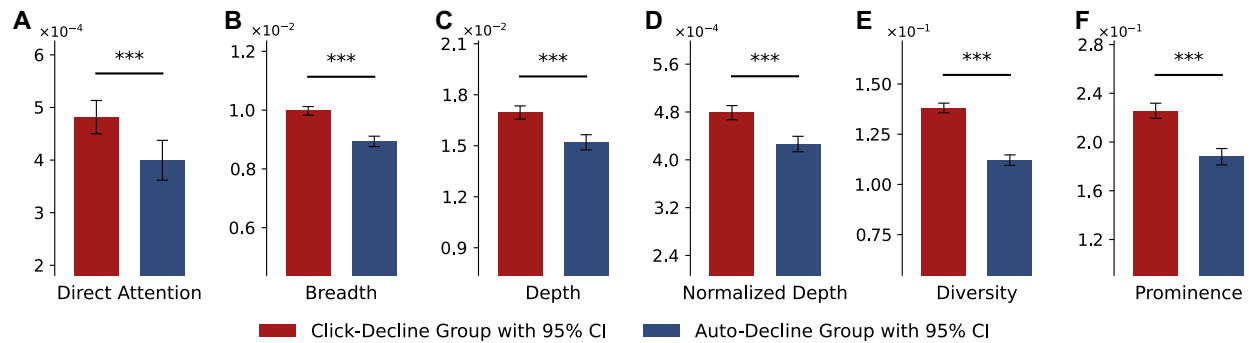 A
×10⁻⁴
6
5
4
3
2
***
Direct Attention
B
×10⁻²
1.2
1.0
0.8
0.6
***
Breadth
C
×10⁻²
2.1
1.8
1.5
1.2
0.9
***
Depth
D
×10⁻⁴
5.6
4.8
4.0
3.2
2.4
***
Normalized Depth
E
×10⁻¹
1.50
1.25
1.00
0.75
***
Diversity
F
×10⁻¹
2.8
2.4
2.0
1.6
1.2
***
Prominence
Click-Decline Group with 95% CI
Auto-Decline Group with 95% CI